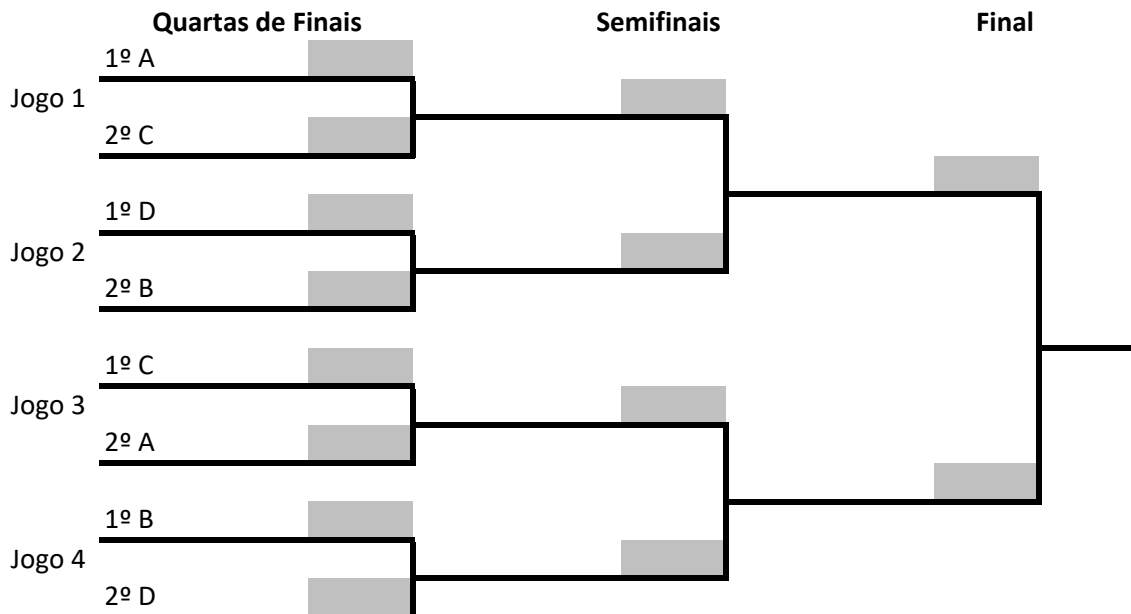 Quartas de Finais Semifinais Final
1º A
Jogo 1
2º C
1º D
Jogo 2
2º B
1º C
Jogo 3
2º A
1º B
Jogo 4
2º D